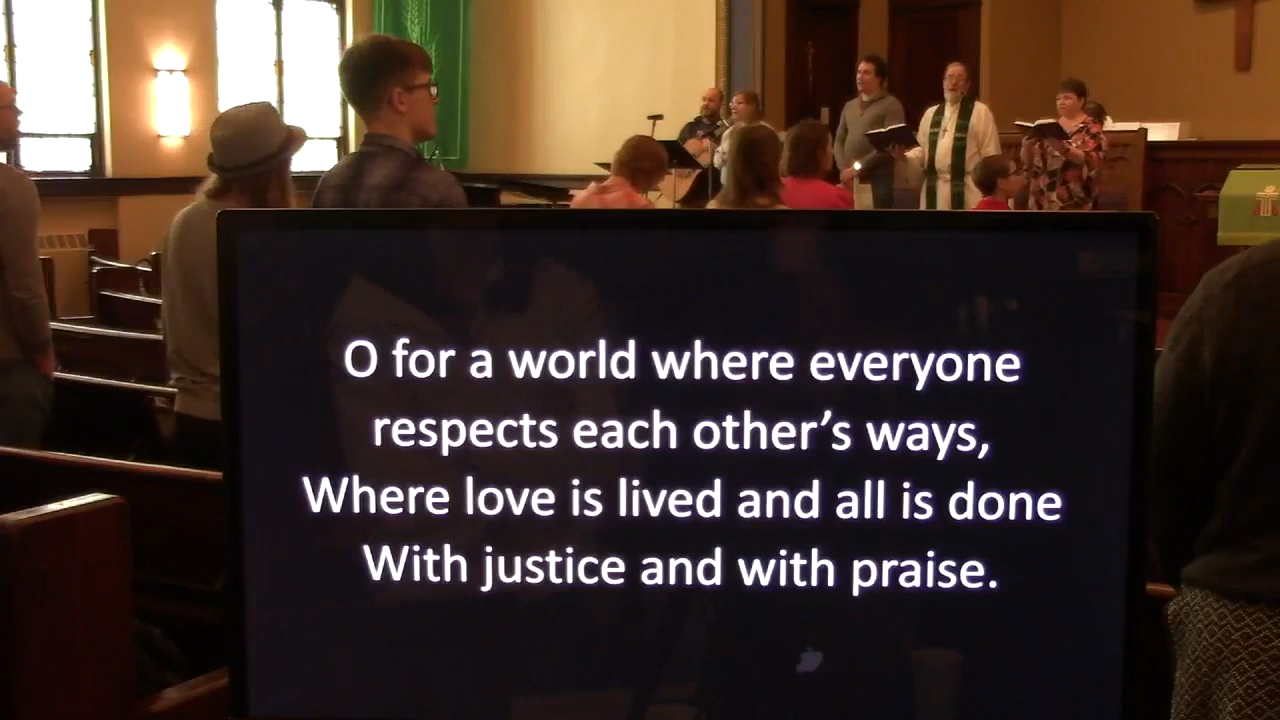 O for a world where everyone
respects each other’s ways,
Where love is lived and all is done
With justice and with praise.